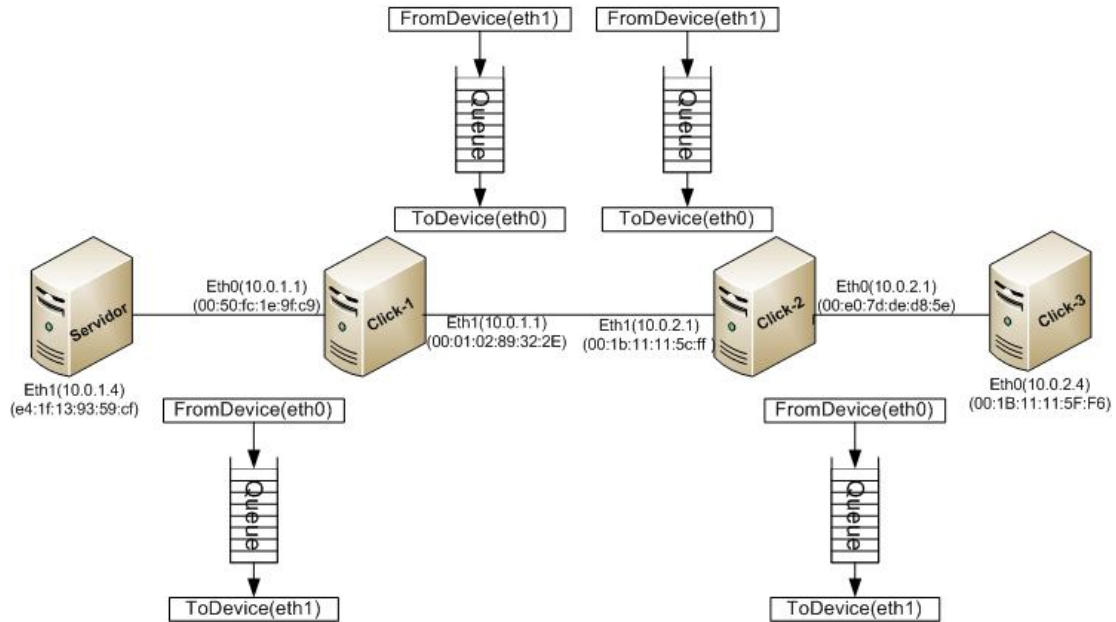 FromDevice(eth1)
FromDevice(eth1)
Queue
Queue
ToDevice(eth0)
ToDevice(eth0)
Servidor
Eth0(10.0.1.1)
(00:50:fc:1e:9f:c9)
Click-1
Eth1(10.0.1.1)
(00:01:02:89:32:2E)
Eth1(10.0.2.1)
(00:1b:11:11:5c:ff )
Click-2
Eth0(10.0.2.1)
(00:e0:7d:de:d8:5e)
Click-3
Eth1(10.0.1.4)
(e4:1f:13:93:59:cf)
Eth0(10.0.2.4)
(00:1B:11:11:5F:F6)
FromDevice(eth0)
FromDevice(eth0)
Queue
Queue
ToDevice(eth1)
ToDevice(eth1)